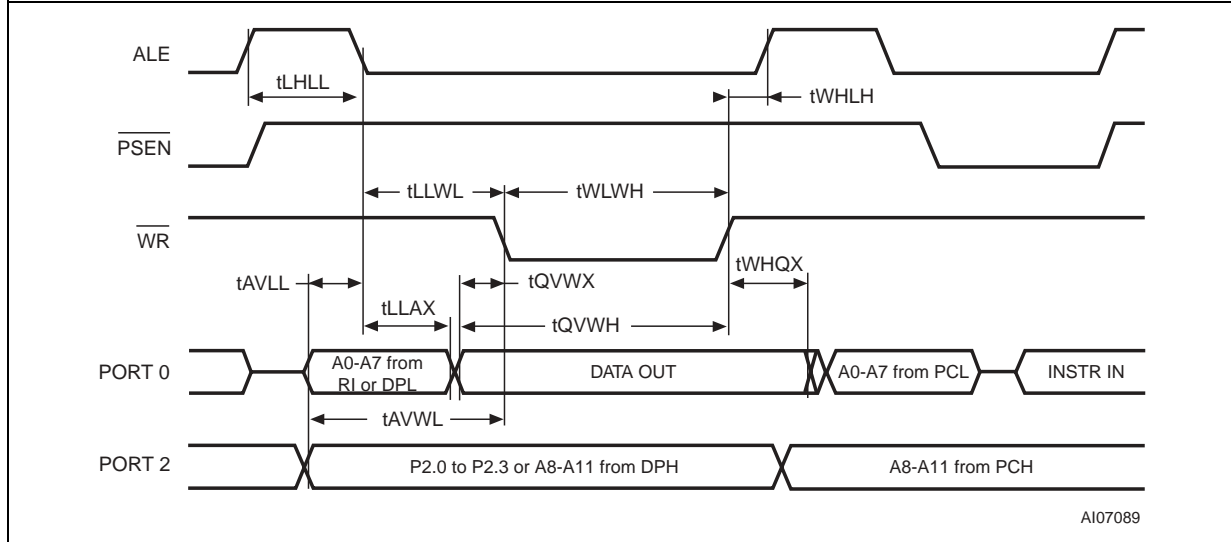 ALE
tLHLL
tWHLH
PSEN
tLLWL
tWLWH
WR
tAVLL
tQVWX
tWHQX
tLLAX
tQVWH
PORT 0
A0-A7 from
RI or DPL
DATA OUT
A0-A7 from PCL
INSTR IN
tAVWL
PORT 2
P2.0 to P2.3 or A8-A11 from DPH
A8-A11 from PCH
AI07089